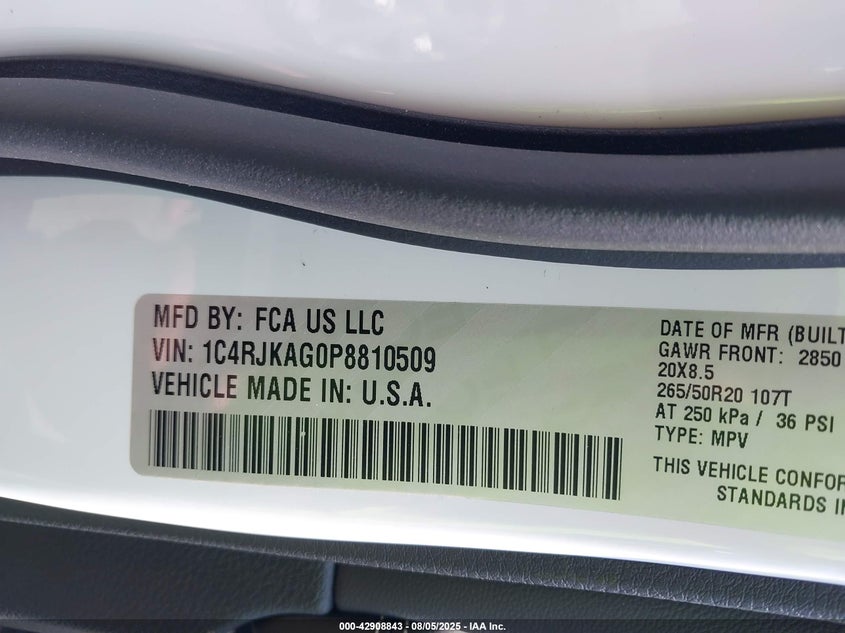 MFD BY: FCA US LLC
VIN: 1C4RJKAG0P8810509
VEHICLE MADE IN: U.S.A.
DATE OF MFR (BUILT
GAWR FRONT: 2850
20X8.5
265/50R20 107T
AT 250 kPa / 36 PSI
TYPE: MPV
THIS VEHICLE CONFOR
STANDARDS IN
000-42908843 - 08/05/2025 - IAA Inc.